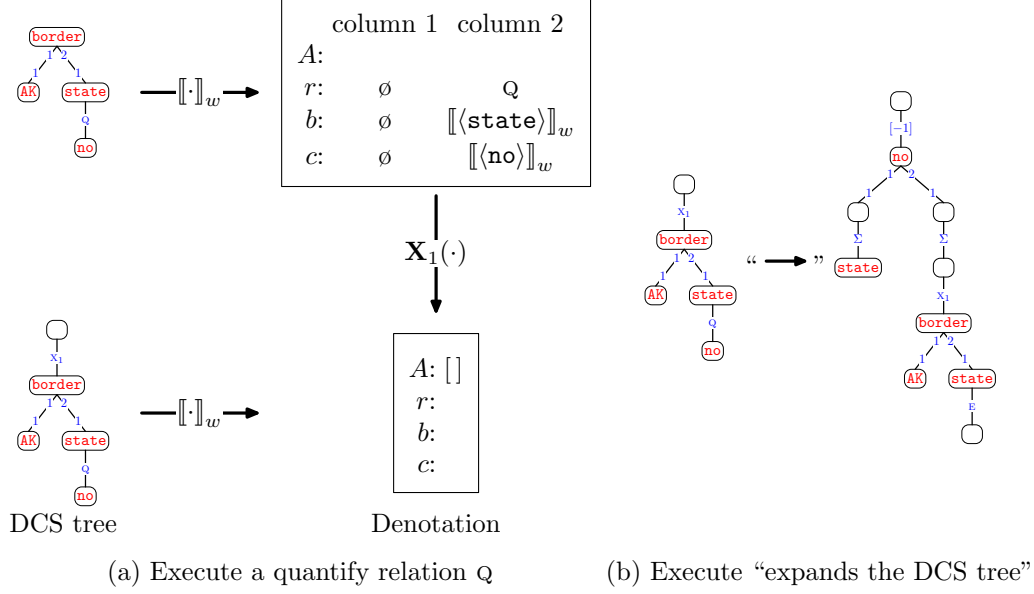 border
1 2
1 1
AK state
Q
no
⟦·⟧w
column 1 column 2
A:
r: ∅ Q
b: ∅ ⟦⟨state⟩⟧w
c: ∅ ⟦⟨no⟩⟧w
X1(·)
X1
border
1 2
1 1
AK state
Q
no
⟦·⟧w
A: [ ]
r:
b:
c:
DCS tree
Denotation
(a) Execute a quantify relation Q
X1
border
1 2
1 1
AK state
Q
no
“ ”
[−1]
no
1 2
1 1
Σ Σ
state
X1
border
1 2
1 1
AK state
E
(b) Execute “expands the DCS tree”